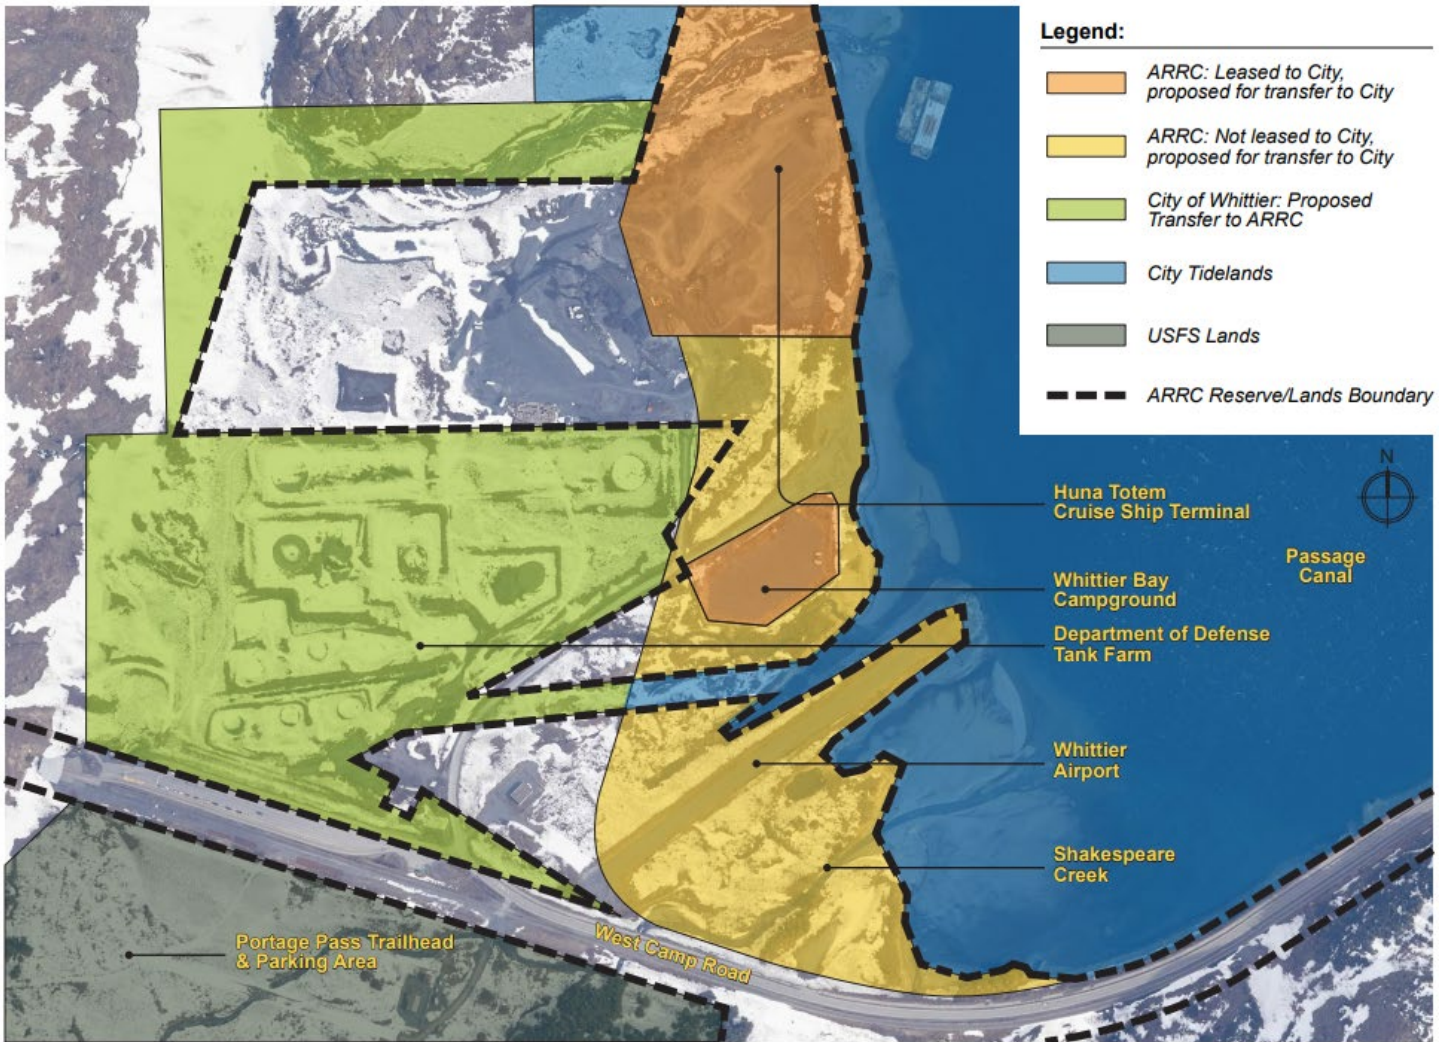 Legend:
ARRC: Leased to City,
proposed for transfer to City
ARRC: Not leased to City,
proposed for transfer to City
City of Whittier: Proposed
Transfer to ARRC
City Tidelands
USFS Lands
ARRC Reserve/Lands Boundary
N
Huna Totem
Cruise Ship Terminal
Passage
Canal
Whittier Bay
Campground
Department of Defense
Tank Farm
Whittier
Airport
Shakespeare
Creek
West Camp Road
Portage Pass Trailhead
& Parking Area